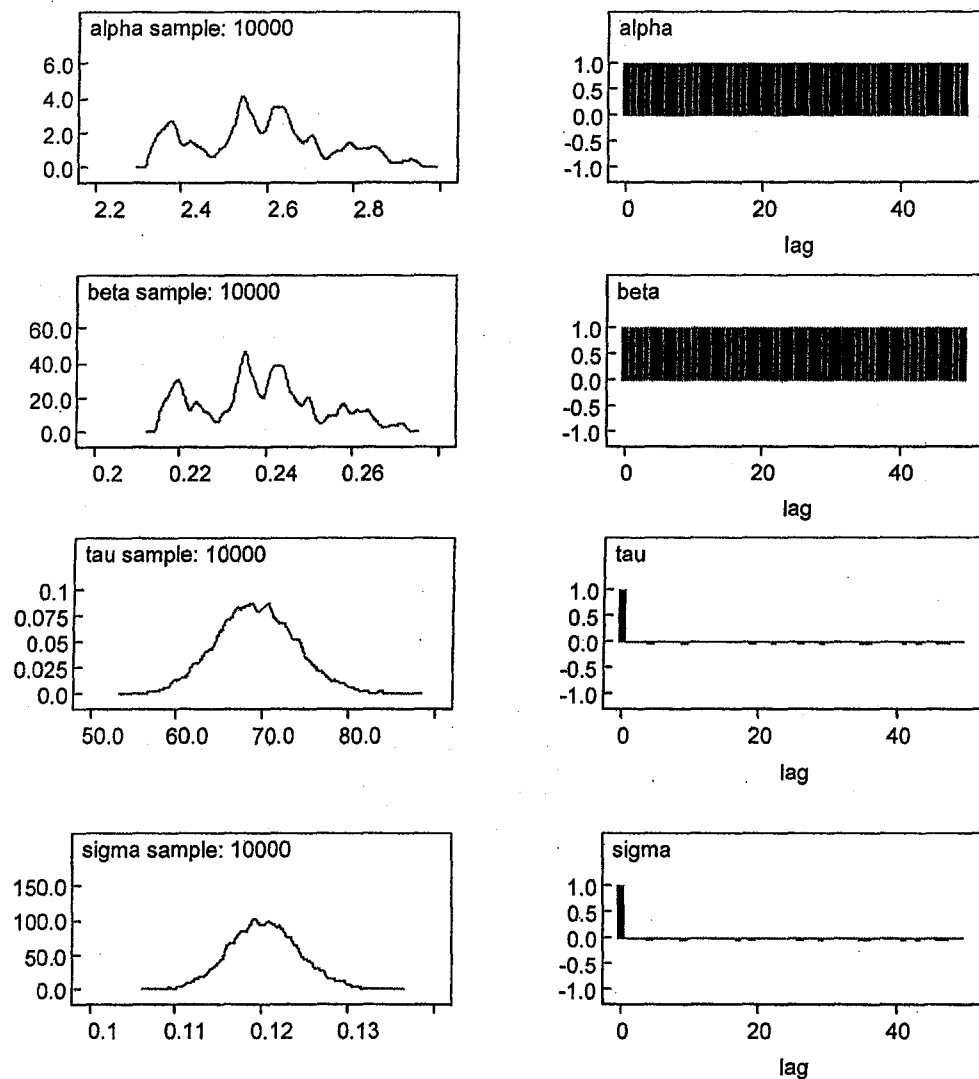 alpha sample: 10000
6.0
4.0
2.0
0.0
2.2 2.4 2.6 2.8
alpha
1.0
0.5
0.0
-0.5
-1.0
0 20 40
lag
beta sample: 10000
60.0
40.0
20.0
0.0
0.2 0.22 0.24 0.26
beta
1.0
0.5
0.0
-0.5
-1.0
0 20 40
lag
tau sample: 10000
0.1
0.075
0.05
0.025
0.0
50.0 60.0 70.0 80.0
tau
1.0
0.5
0.0
-0.5
-1.0
0 20 40
lag
sigma sample: 10000
150.0
100.0
50.0
0.0
0.1 0.11 0.12 0.13
sigma
1.0
0.5
0.0
-0.5
-1.0
0 20 40
lag